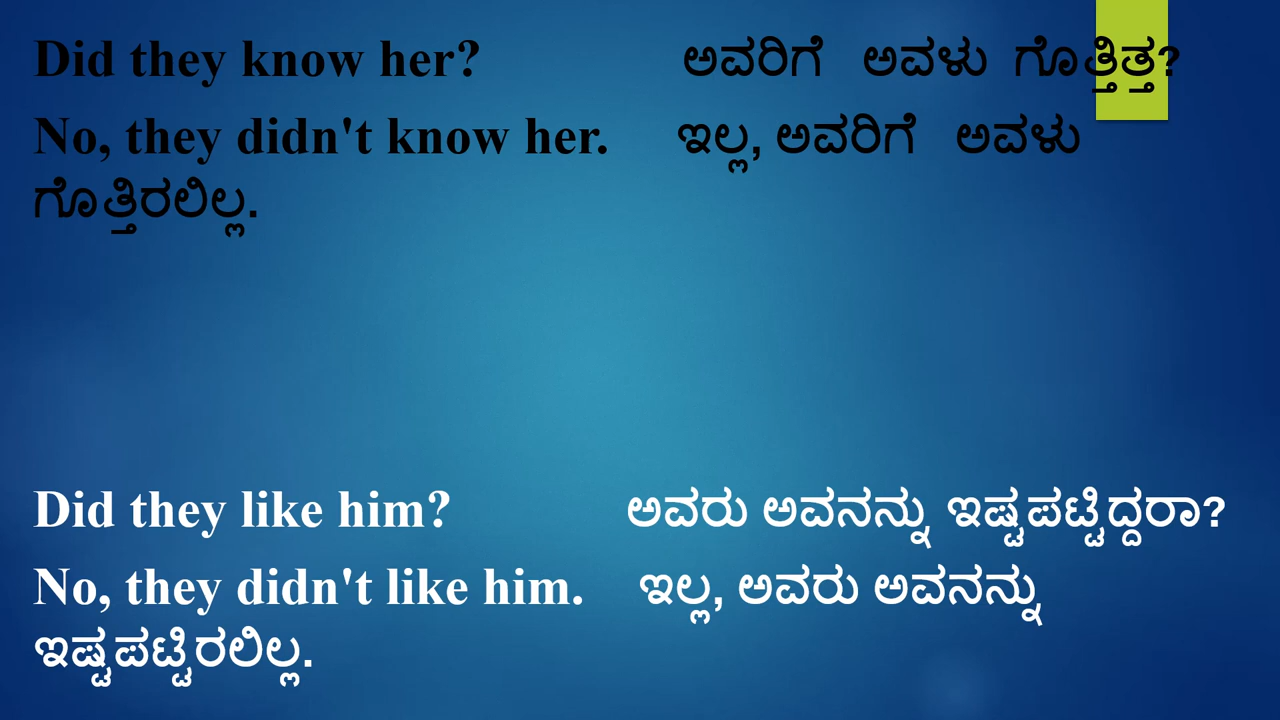 Did they know her? ಅವರಿಗೆ ಅವಳು ಗೊತ್ತಿತ್ತ?
No, they didn't know her. ಇಲ್ಲ, ಅವರಿಗೆ ಅವಳು
ಗೊತ್ತಿರಲಿಲ್ಲ.
Did they like him? ಅವರು ಅವನನ್ನು ಇಷ್ಟಪಟ್ಟಿದ್ದರಾ?
No, they didn't like him. ಇಲ್ಲ, ಅವರು ಅವನನ್ನು
ಇಷ್ಟಪಟ್ಟಿರಲಿಲ್ಲ.